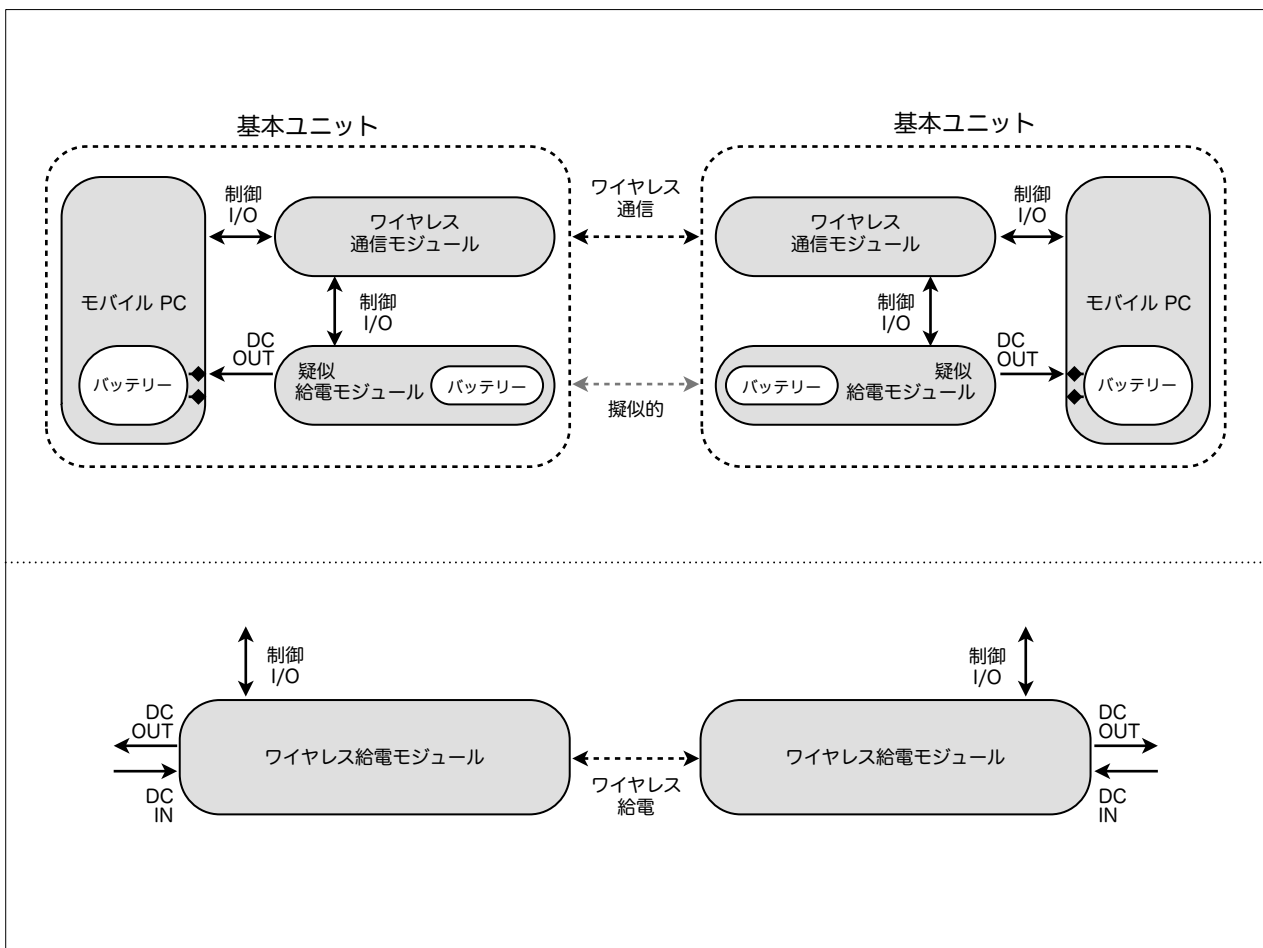 基本ユニット
制御
I/O
ワイヤレス
通信モジュール
モバイル PC
制御
I/O
DC
OUT
バッテリー
疑似
給電モジュール
バッテリー
ワイヤレス
通信
擬似的
基本ユニット
ワイヤレス
通信モジュール
制御
I/O
制御
I/O
モバイル PC
バッテリー
疑似
給電モジュール
DC
OUT
バッテリー
制御
I/O
DC
OUT
DC
IN
ワイヤレス給電モジュール
ワイヤレス
給電
制御
I/O
ワイヤレス給電モジュール
DC
OUT
DC
IN